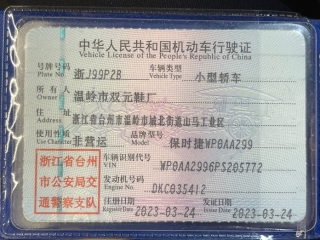 中华人民共和国机动车行驶证
Vehicle License of the People's Republic of China
号牌号码 浙J99P2B 车辆类型 小型轿车
Plate No. Vehicle Type
所有人 温岭市双元鞋厂
Owner
住址 浙江省台州市温岭市城北街道山马工业区
使用性质 非营运 品牌型号 保时捷WP0AA299
浙江省台州市公安局交通警察支队
车辆识别代号 WP0AA2996PS205772
VIN
发动机号码 DKC035412
Engine No.
注册日期 2023-03-24 发证日期 2023-03-24
Register Date Issue Date